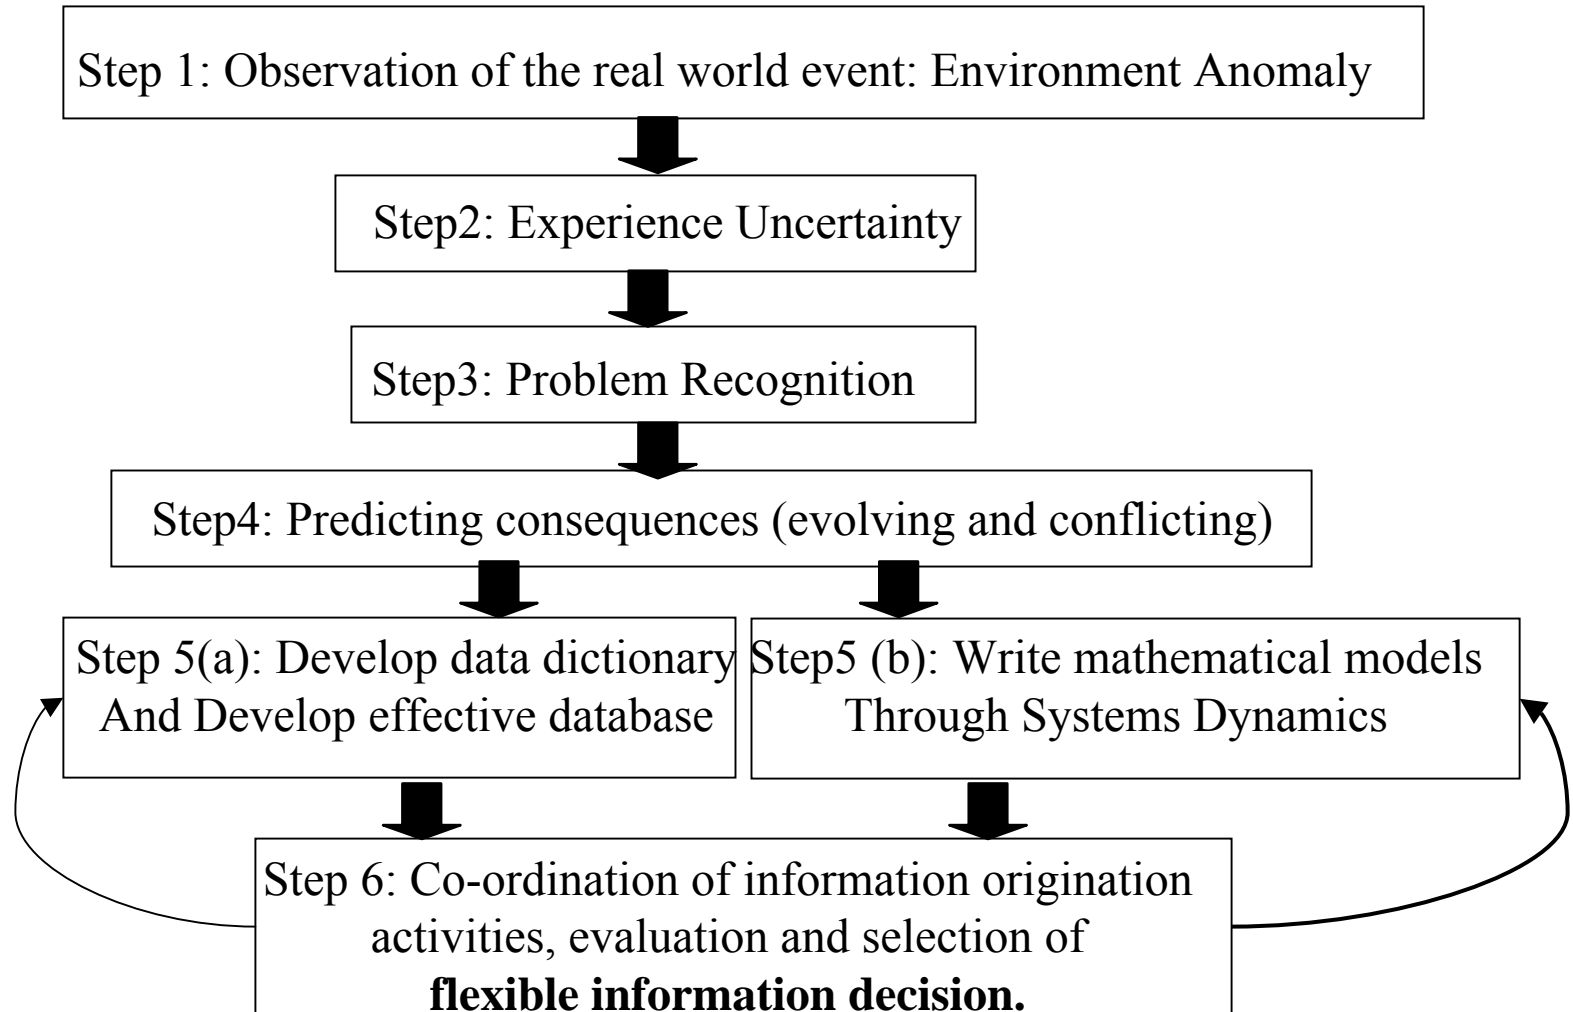 Step 1: Observation of the real world event: Environment Anomaly
Step2: Experience Uncertainty
Step3: Problem Recognition
Step4: Predicting consequences (evolving and conflicting)
Step 5(a): Develop data dictionary
And Develop effective database
Step5 (b): Write mathematical models
Through Systems Dynamics
Step 6: Co-ordination of information origination
activities, evaluation and selection of
flexible information decision.